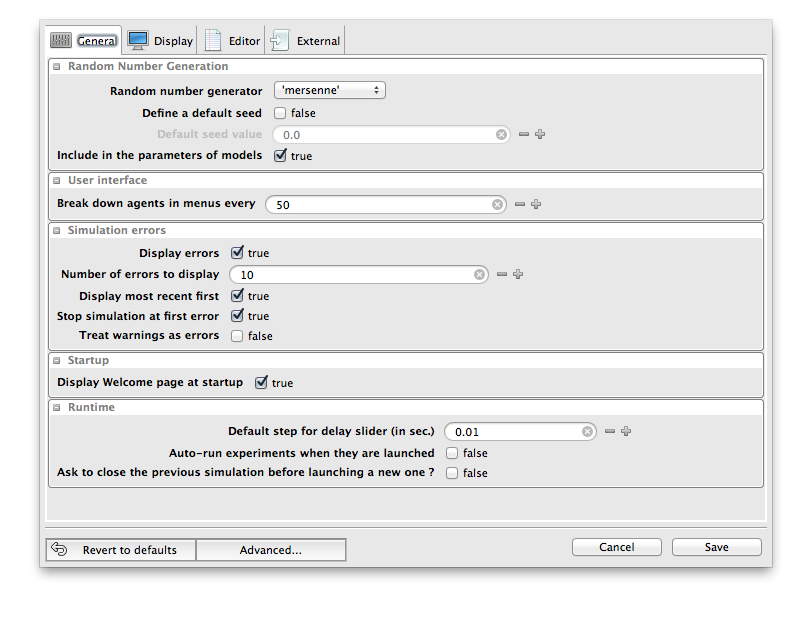 General Display Editor External
Random Number Generation
Random number generator 'mersenne'
Define a default seed false
Default seed value 0.0
Include in the parameters of models true
User interface
Break down agents in menus every 50
Simulation errors
Display errors true
Number of errors to display 10
Display most recent first true
Stop simulation at first error true
Treat warnings as errors false
Startup
Display Welcome page at startup true
Runtime
Default step for delay slider (in sec.) 0.01
Auto-run experiments when they are launched false
Ask to close the previous simulation before launching a new one ? false
Revert to defaults Advanced... Cancel Save